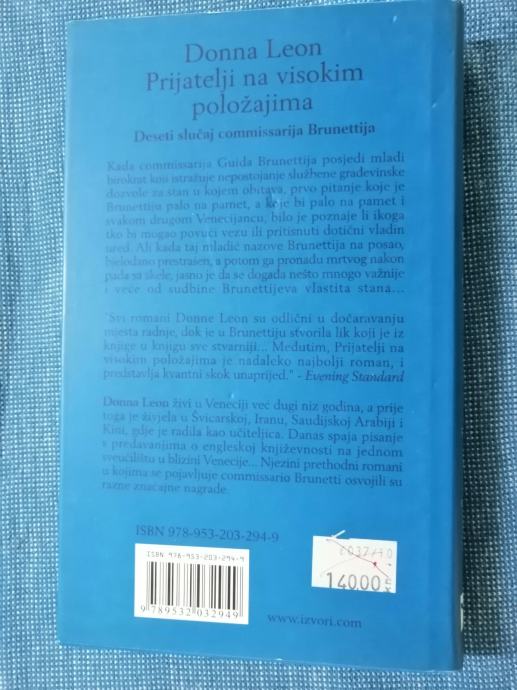 Donna Leon
Prijatelji na visokim
položajima
Deseti slučaj commissarija Brunettija
Kada commissarija Guida Brunettija posjedi mladi
birokrat koji istražuje nepostojanje službene građevinske
dozvole za stan u kojem obitava, prvo pitanje koje je
Brunettiju palo na pamet, a koje bi palo na pamet i
svakom drugom Venecijancu, bilo je poznaje li ikoga
tko bi mogao povući vezu ili pritisnuti dotični vladin
ured. Ali kada taj mladić nazove Brunettija na posao,
bjelodano prestrašen, a potom ga pronađu mrtvog nakon
pada sa skele, jasno je da se događa nešto mnogo važnije
i veće od sudbine Brunettijeva vlastita stana...
"Svi romani Donne Leon su odlični u dočaravanju
mjesta radnje, dok je u Brunettiju stvorila lik koji je iz
knjige u knjigu sve stvarniji... Međutim, Prijatelji na
visokim položajima je nadaleko najbolji roman, i
predstavlja kvantni skok unaprijed." - Evening Standard
Donna Leon živi u Veneciji već dugi niz godina, a prije
toga je živjela u Švicarskoj, Iranu, Saudijskoj Arabiji i
Kini, gdje je radila kao učiteljica. Danas spaja pisanje
s predavanjima o engleskoj književnosti na jednom
sveučilištu u blizini Venecije... Njezini prethodni romani
u kojima se pojavljuje commissario Brunetti osvojili su
razne značajne nagrade.
ISBN 978-953-203-294-9
ISBN 978-953-203-294-9
9 789532 032949
140,00
www.izvori.com